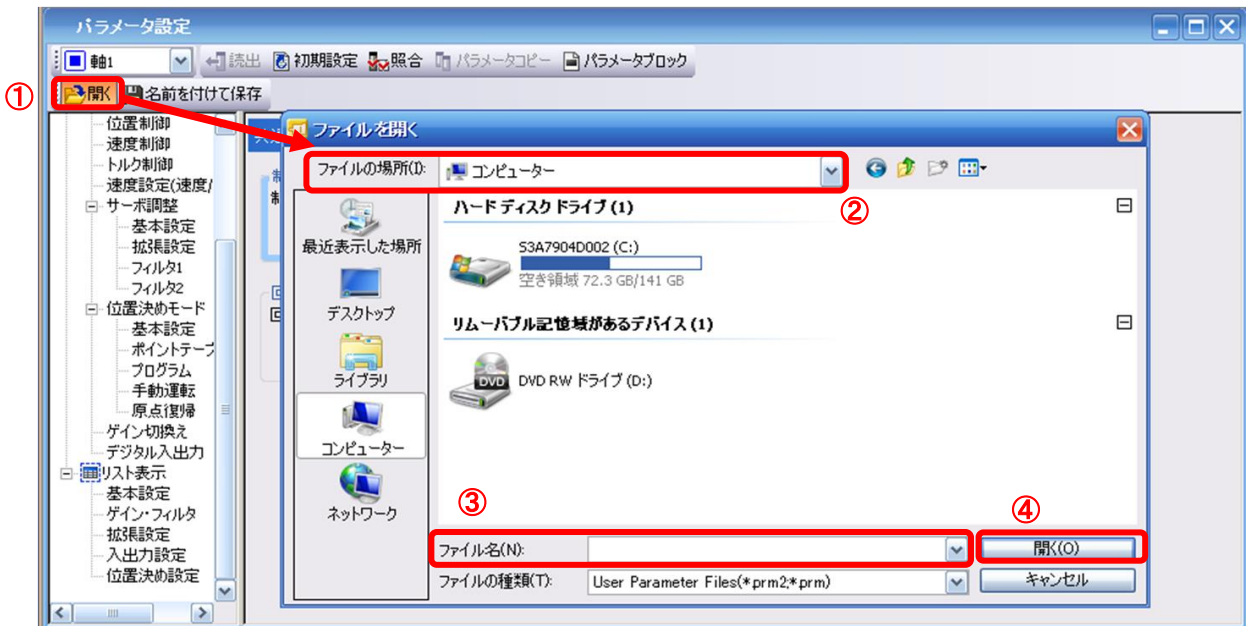 パラメータ設定
軸1 読出 初期設定 照合 パラメータコピー パラメータブロック
① 開く 名前を付けて保存
位置制御
速度制御
トルク制御
速度設定(速度/
サーボ調整
基本設定
拡張設定
フィルタ1
フィルタ2
位置決めモード
基本設定
ポイントテーブ
プログラム
手動運転
原点復帰
ゲイン切換え
デジタル入出力
リスト表示
基本設定
ゲイン・フィルタ
拡張設定
入出力設定
位置決め設定
ファイルを開く
ファイルの場所(I):
コンピューター
②
最近表示した場所
デスクトップ
ライブラリ
コンピューター
ネットワーク
ハード ディスク ドライブ (1)
S3A7904D002 (C:)
空き領域 72.3 GB/141 GB
リムーバブル記憶域があるデバイス (1)
DVD
DVD RW ドライブ (D:)
③
④
ファイル名(N):
開く(O)
ファイルの種類(T):
User Parameter Files(*prm2;*prm)
キャンセル